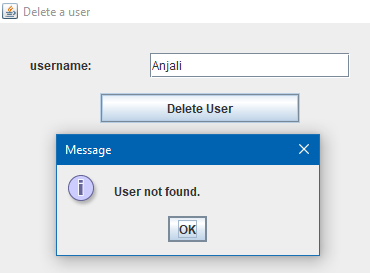 Delete a user
username:
Anjali
Delete User
Message
User not found.
OK